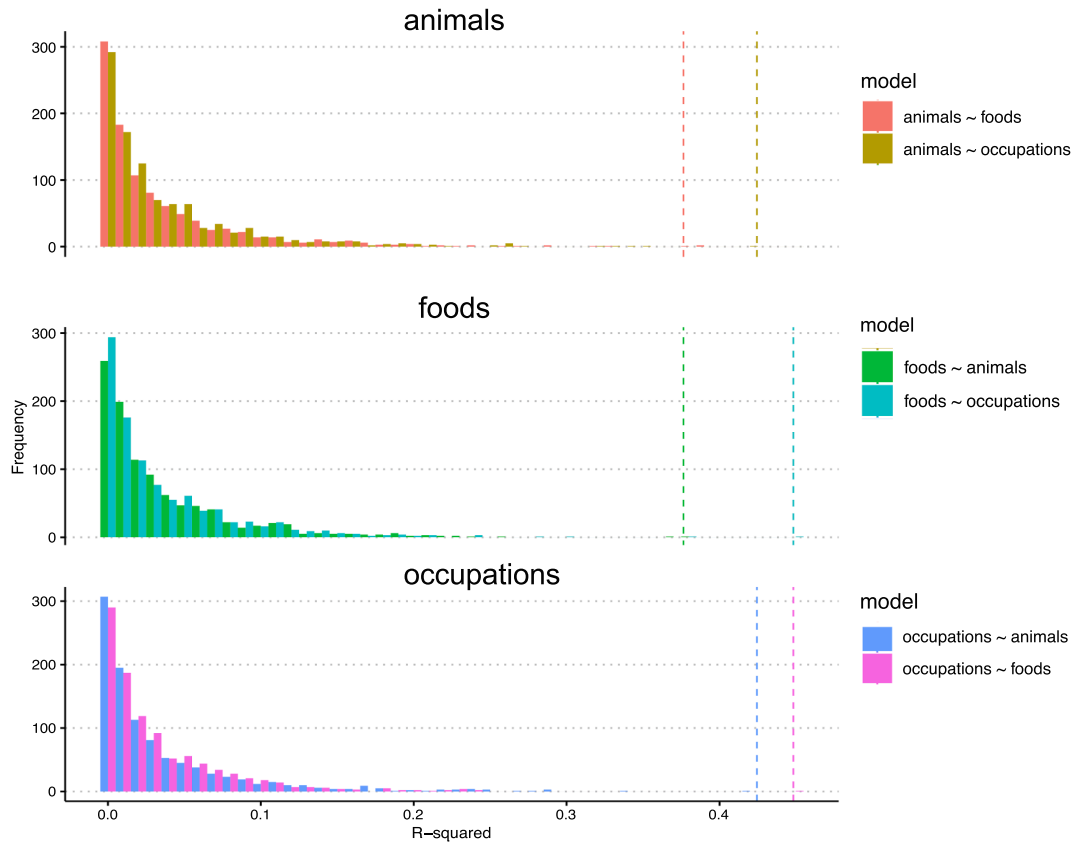 animals
300
200
100
0
model
animals ~ foods
animals ~ occupations
foods
300
200
100
0
Frequency
model
foods ~ animals
foods ~ occupations
occupations
300
200
100
0
model
occupations ~ animals
occupations ~ foods
0.0 0.1 0.2 0.3 0.4
R−squared